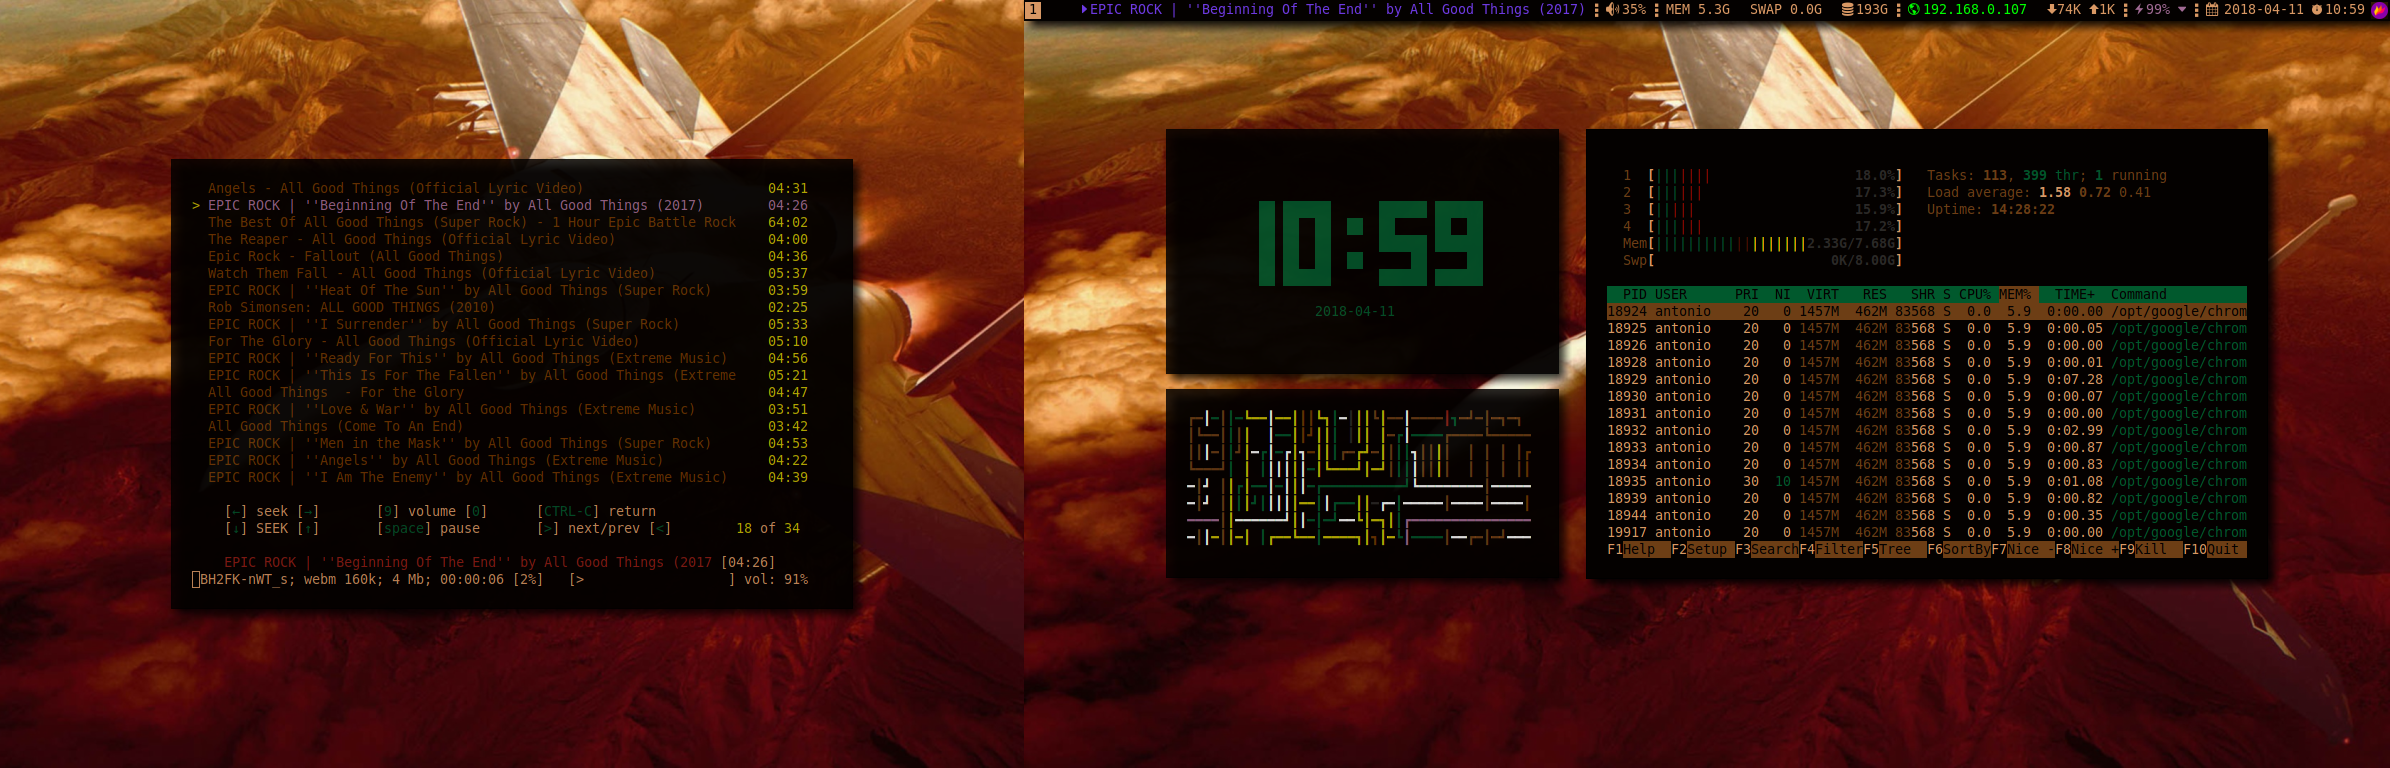 1 EPIC ROCK | ''Beginning Of The End'' by All Good Things (2017) 35% MEM 5.3G SWAP 0.0G 193G 192.168.0.107 74K 1K 99% 2018-04-11 10:59
Angels - All Good Things (Official Lyric Video) 04:31
> EPIC ROCK | ''Beginning Of The End'' by All Good Things (2017) 04:26
The Best Of All Good Things (Super Rock) - 1 Hour Epic Battle Rock 64:02
The Reaper - All Good Things (Official Lyric Video) 04:00
Epic Rock - Fallout (All Good Things) 04:36
Watch Them Fall - All Good Things (Official Lyric Video) 05:37
EPIC ROCK | ''Heat Of The Sun'' by All Good Things (Super Rock) 03:59
Rob Simonsen: ALL GOOD THINGS (2010) 02:25
EPIC ROCK | ''I Surrender'' by All Good Things (Super Rock) 05:33
For The Glory - All Good Things (Official Lyric Video) 05:10
EPIC ROCK | ''Ready For This'' by All Good Things (Extreme Music) 04:56
EPIC ROCK | ''This Is For The Fallen'' by All Good Things (Extreme 05:21
All Good Things - For the Glory 04:47
EPIC ROCK | ''Love & War'' by All Good Things (Extreme Music) 03:51
All Good Things (Come To An End) 03:42
EPIC ROCK | ''Men in the Mask'' by All Good Things (Super Rock) 04:53
EPIC ROCK | ''Angels'' by All Good Things (Extreme Music) 04:22
EPIC ROCK | ''I Am The Enemy'' by All Good Things (Extreme Music) 04:39
[←] seek [→] [9] volume [0] [CTRL-C] return
[↓] SEEK [↑] [space] pause [>] next/prev [<] 18 of 34
EPIC ROCK | ''Beginning Of The End'' by All Good Things (2017 [04:26]
BH2FK-nWT_s; webm 160k; 4 Mb; 00:00:06 [2%] [> ] vol: 91%
10:59
2018-04-11
1 [||||||| 18.0%] Tasks: 113, 399 thr; 1 running
2 [|||||| 17.3%] Load average: 1.58 0.72 0.41
3 [||||| 15.9%] Uptime: 14:28:22
4 [|||||| 17.2%]
Mem[|||||||||||||||||||2.33G/7.68G]
Swp[ 0K/8.00G]
PID USER PRI NI VIRT RES SHR S CPU% MEM% TIME+ Command
18924 antonio 20 0 1457M 462M 83568 S 0.0 5.9 0:00.00 /opt/google/chrom
18925 antonio 20 0 1457M 462M 83568 S 0.0 5.9 0:00.05 /opt/google/chrom
18926 antonio 20 0 1457M 462M 83568 S 0.0 5.9 0:00.00 /opt/google/chrom
18928 antonio 20 0 1457M 462M 83568 S 0.0 5.9 0:00.01 /opt/google/chrom
18929 antonio 20 0 1457M 462M 83568 S 0.0 5.9 0:07.28 /opt/google/chrom
18930 antonio 20 0 1457M 462M 83568 S 0.0 5.9 0:00.07 /opt/google/chrom
18931 antonio 20 0 1457M 462M 83568 S 0.0 5.9 0:00.00 /opt/google/chrom
18932 antonio 20 0 1457M 462M 83568 S 0.0 5.9 0:02.99 /opt/google/chrom
18933 antonio 20 0 1457M 462M 83568 S 0.0 5.9 0:00.87 /opt/google/chrom
18934 antonio 20 0 1457M 462M 83568 S 0.0 5.9 0:00.83 /opt/google/chrom
18935 antonio 30 10 1457M 462M 83568 S 0.0 5.9 0:01.08 /opt/google/chrom
18939 antonio 20 0 1457M 462M 83568 S 0.0 5.9 0:00.82 /opt/google/chrom
18944 antonio 20 0 1457M 462M 83568 S 0.0 5.9 0:00.35 /opt/google/chrom
19917 antonio 20 0 1457M 462M 83568 S 0.0 5.9 0:00.00 /opt/google/chrom
F1Help F2Setup F3SearchF4FilterF5Tree F6SortByF7Nice -F8Nice +F9Kill F10Quit